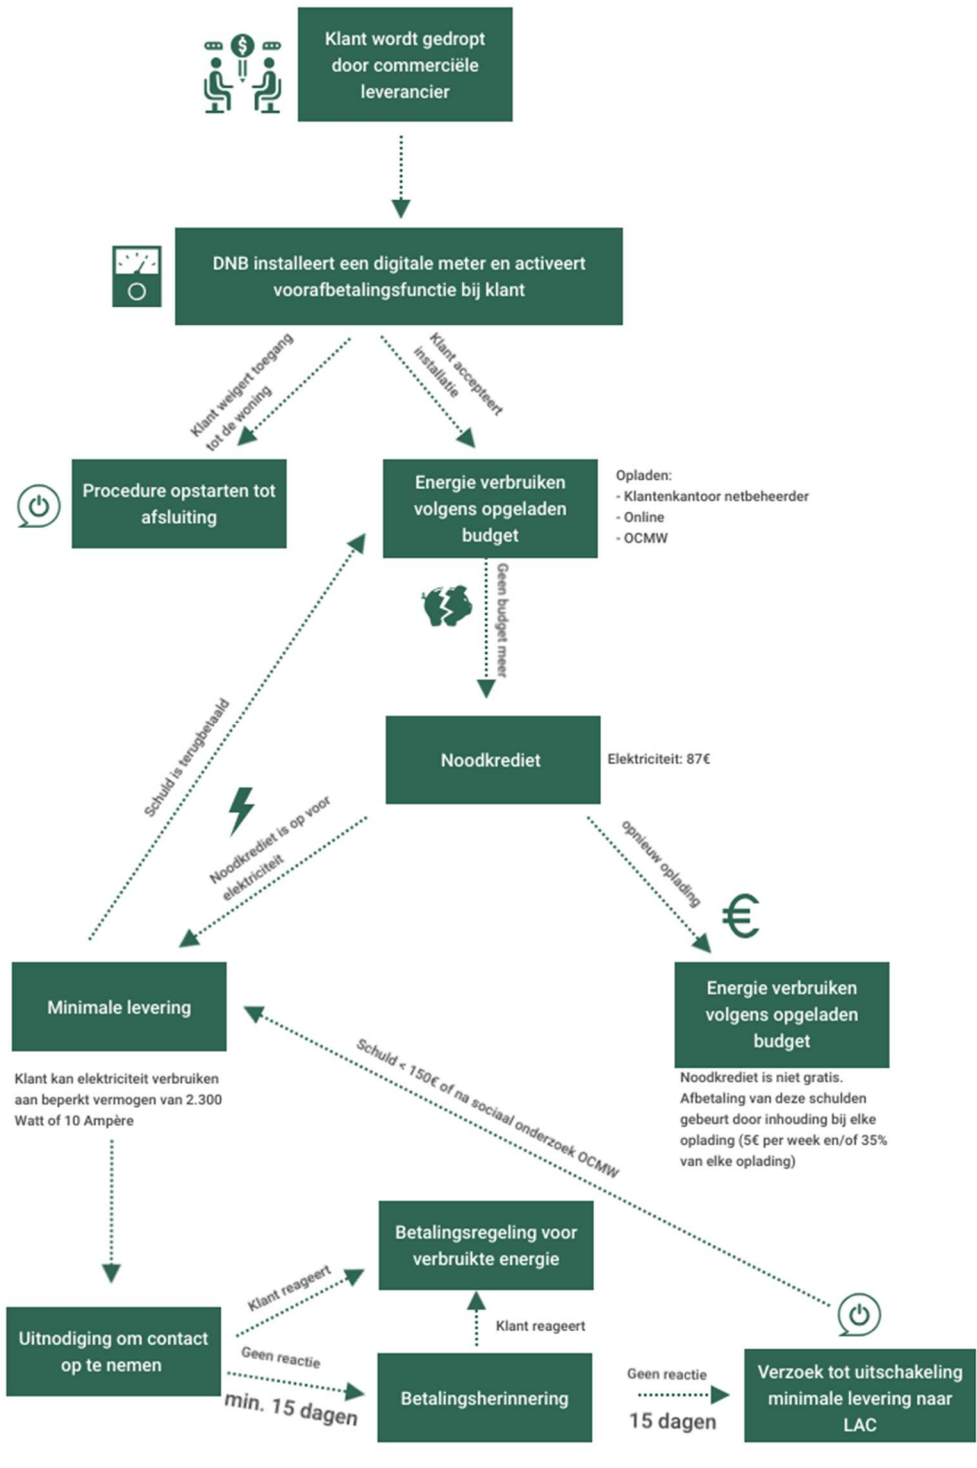 Klant wordt gedropt
door commerciële
leverancier
DNB installeert een digitale meter en activeert
voorafbetalingsfunctie bij klant
Klant weigert toegang
tot de woning
Klant accepteert
installatie
Procedure opstarten tot
afsluiting
Energie verbruiken
volgens opgeladen
budget
Opladen:
- Klantenkantoor netbeheerder
- Online
- OCMW
Geen budget meer
Noodkrediet
Elektriciteit: 87€
Schuld is terugbetaald
Noodkrediet is op voor
elektriciteit
opnieuw oplading
€
Minimale levering
Klant kan elektriciteit verbruiken
aan beperkt vermogen van 2.300
Watt of 10 Ampère
Energie verbruiken
volgens opgeladen
budget
Noodkrediet is niet gratis.
Afbetaling van deze schulden
gebeurt door inhouding bij elke
oplading (5€ per week en/of 35%
van elke oplading)
Schuld < 150€ of na sociaal onderzoek OCMW
Betalingsregeling voor
verbruikte energie
Klant reageert
Uitnodiging om contact
op te nemen
Geen reactie
min. 15 dagen
Klant reageert
Betalingsherinnering
Geen reactie
15 dagen
Verzoek tot uitschakeling
minimale levering naar
LAC